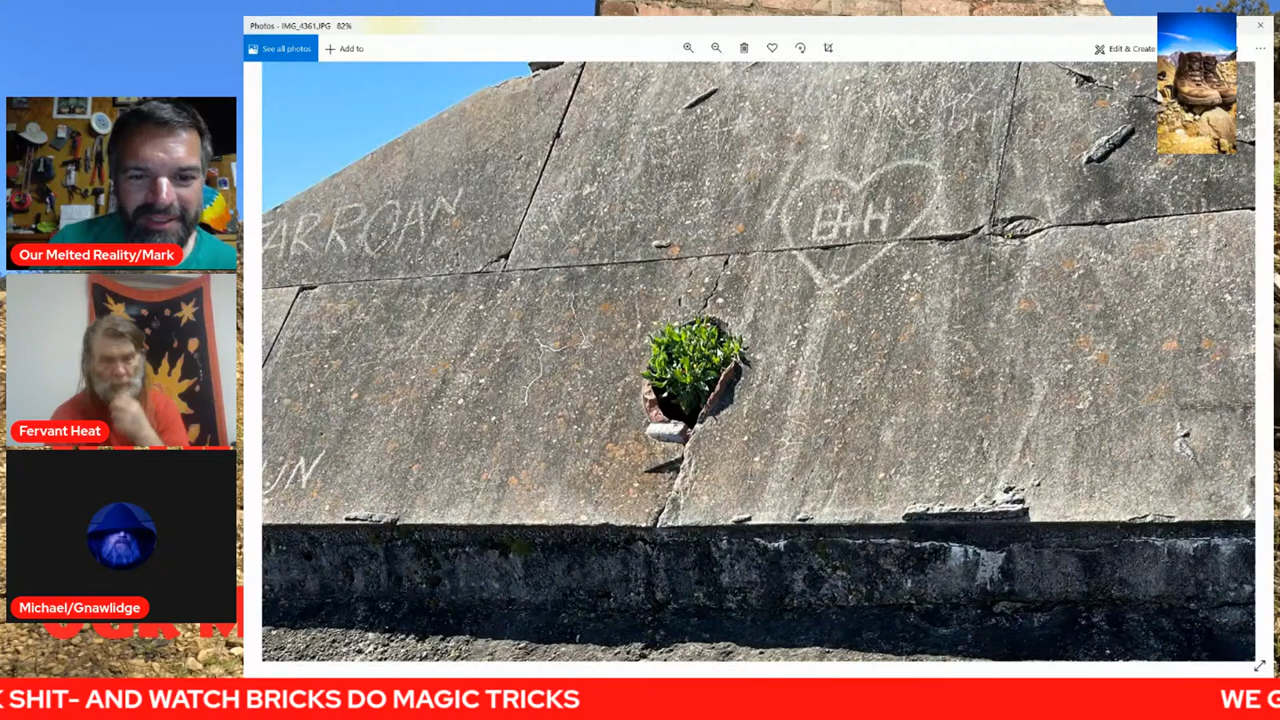 Photos - IMG_4361.JPG 82%
See all photos
Add to
Edit & Create
ARROAN
B+H
UN
Our Melted Reality/Mark
Fervant Heat
Michael/Gnawlidge
K SHIT- AND WATCH BRICKS DO MAGIC TRICKS
WE G